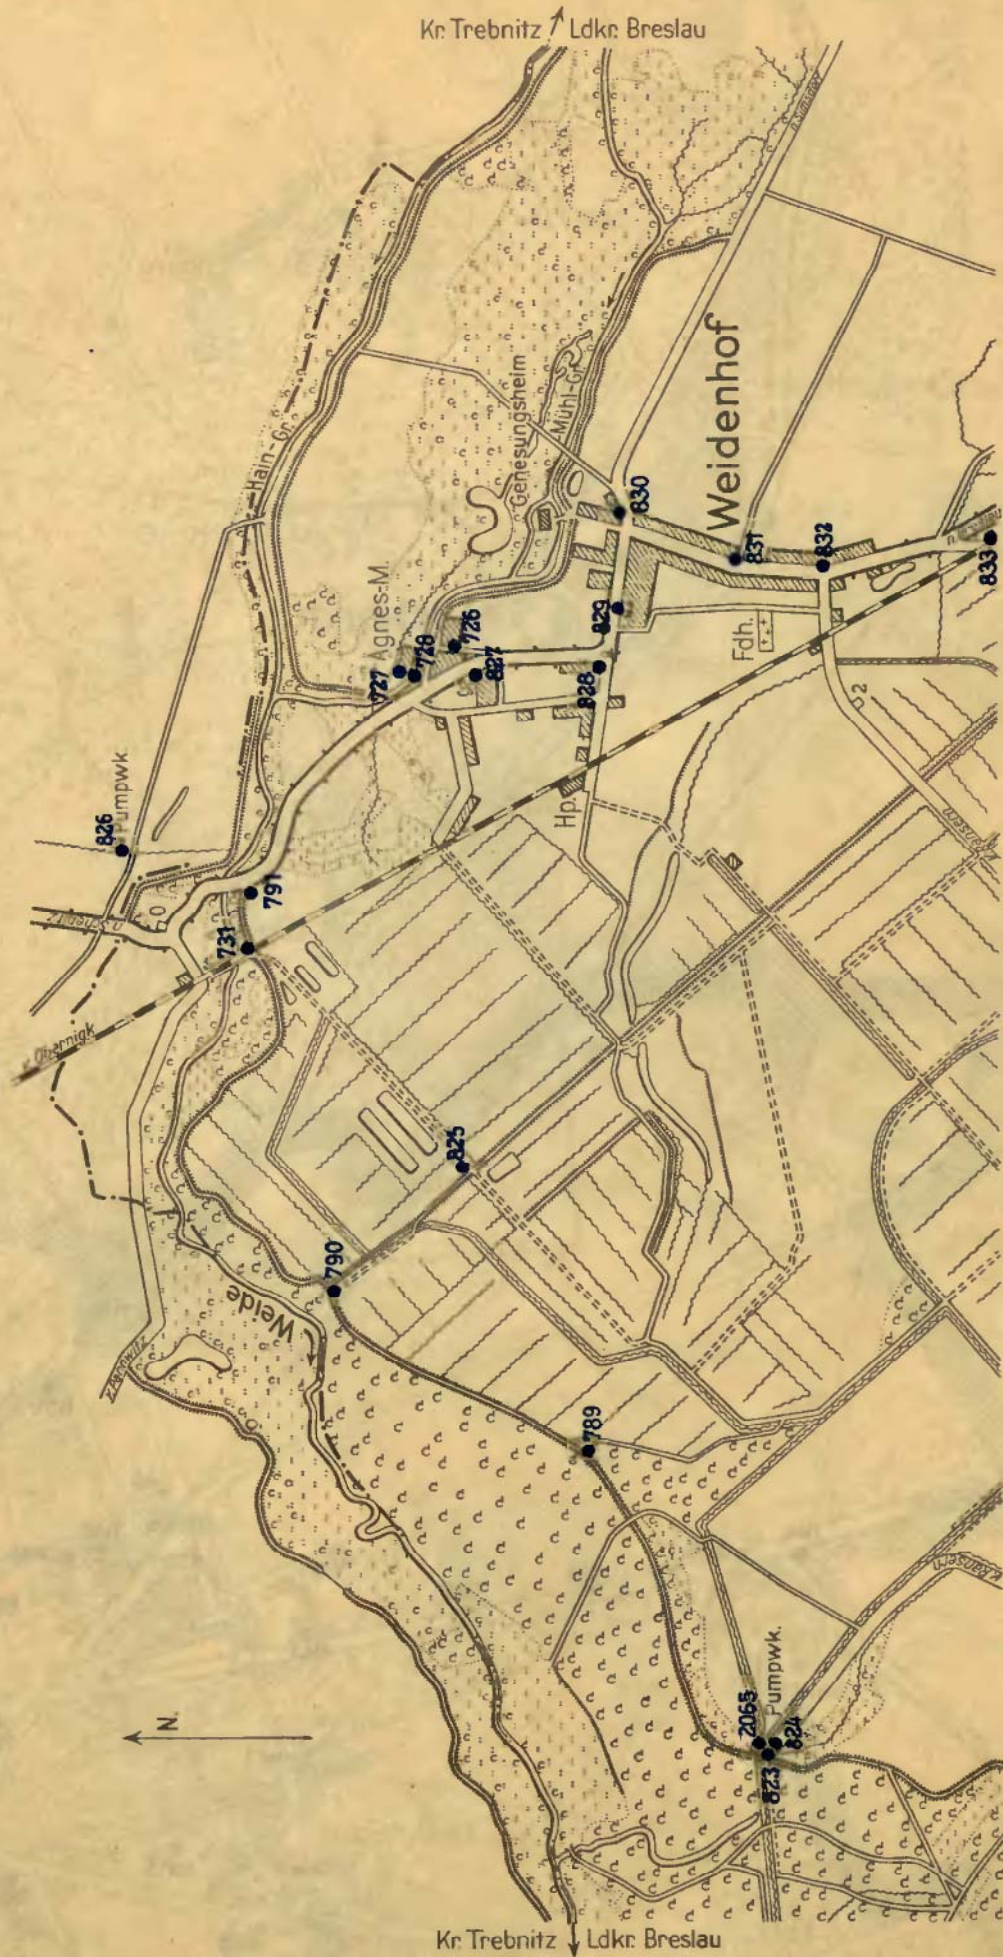 Kr. Trebnitz Ldkr. Breslau
n. Simsdorf
Hain-Gr.
Genesungsheim
Mühl-Gr.
Agnes-M.
727
728
726
827
830
829
828
Weidenhof
831
832
833
Fdh.
Hp.
826
Pumpwk.
791
731
v. Obernigk
825
790
Weide
789
2065
Pumpwk.
824
823
v. Ransern
N.
Kr. Trebnitz Ldkr. Breslau